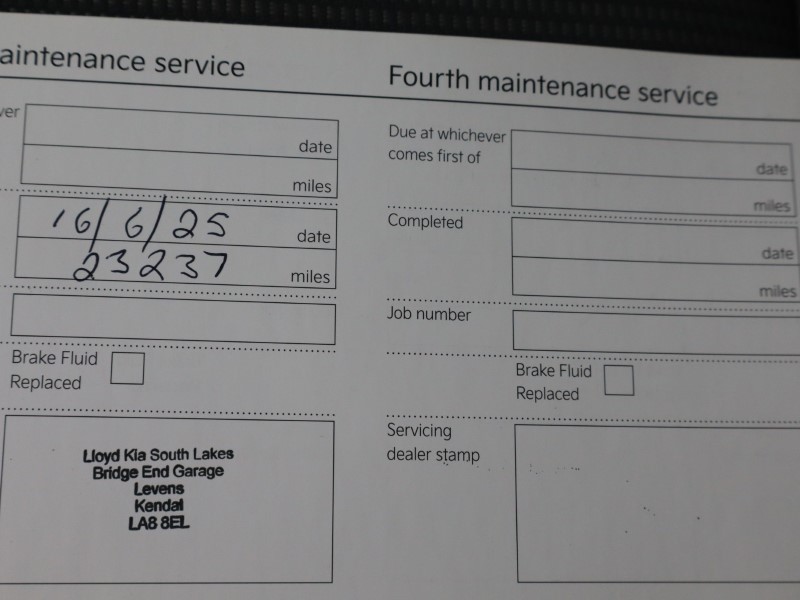 aintenance service
ver
date
miles
16/6/25 date
23237 miles
Brake Fluid
Replaced
Lloyd Kia South Lakes
Bridge End Garage
Levens
Kendal
LA8 8EL
Fourth maintenance service
Due at whichever
comes first of
date
miles
Completed
date
miles
Job number
Brake Fluid
Replaced
Servicing
dealer stamp